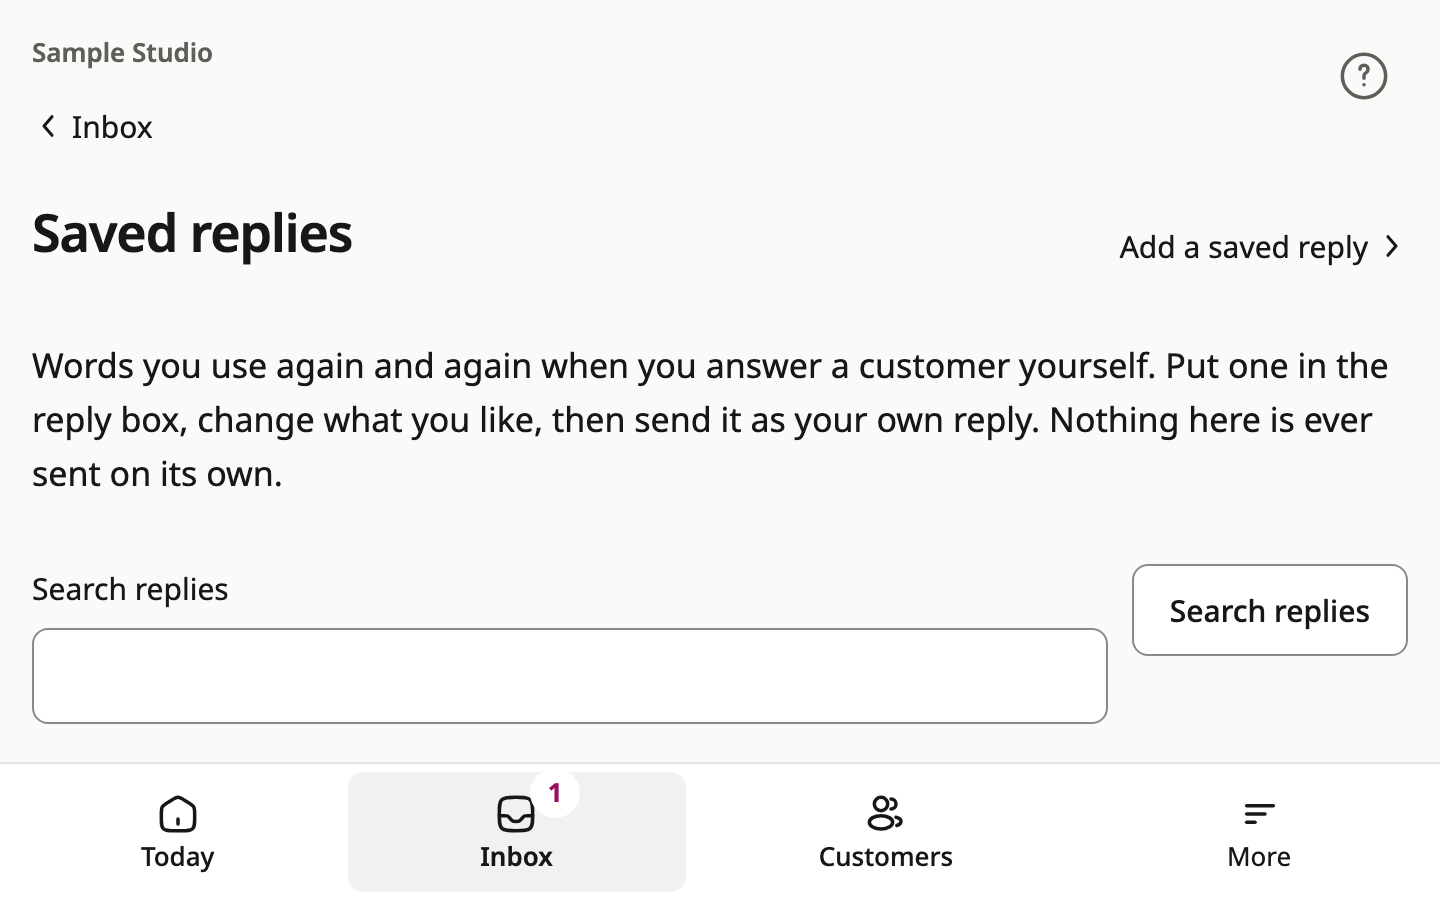 Sample Studio
?
Inbox
Saved replies
Add a saved reply
Words you use again and again when you answer a customer yourself. Put one in the
reply box, change what you like, then send it as your own reply. Nothing here is ever
sent on its own.
Search replies
Search replies
1
Today
Inbox
Customers
More